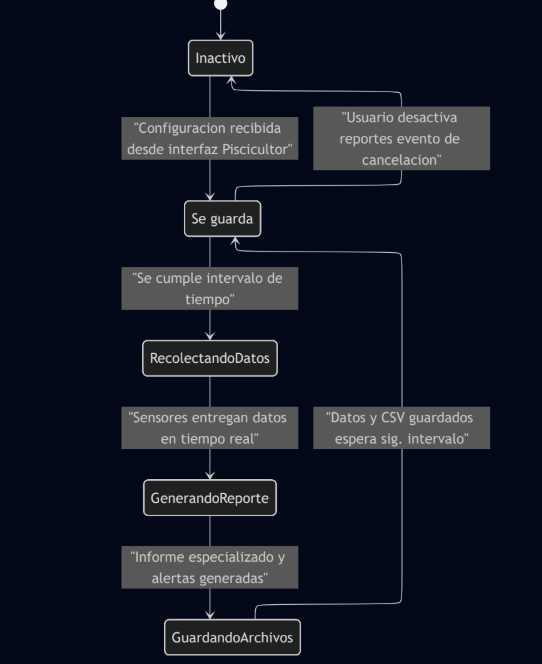 Inactivo
"Configuracion recibida
desde interfaz Piscicultor"
"Usuario desactiva
reportes evento de
cancelacion"
Se guarda
"Se cumple intervalo de
tiempo"
RecolectandoDatos
"Sensores entregan datos
en tiempo real"
"Datos y CSV guardados
espera sig. intervalo"
GenerandoReporte
"Informe especializado y
alertas generadas"
GuardandoArchivos